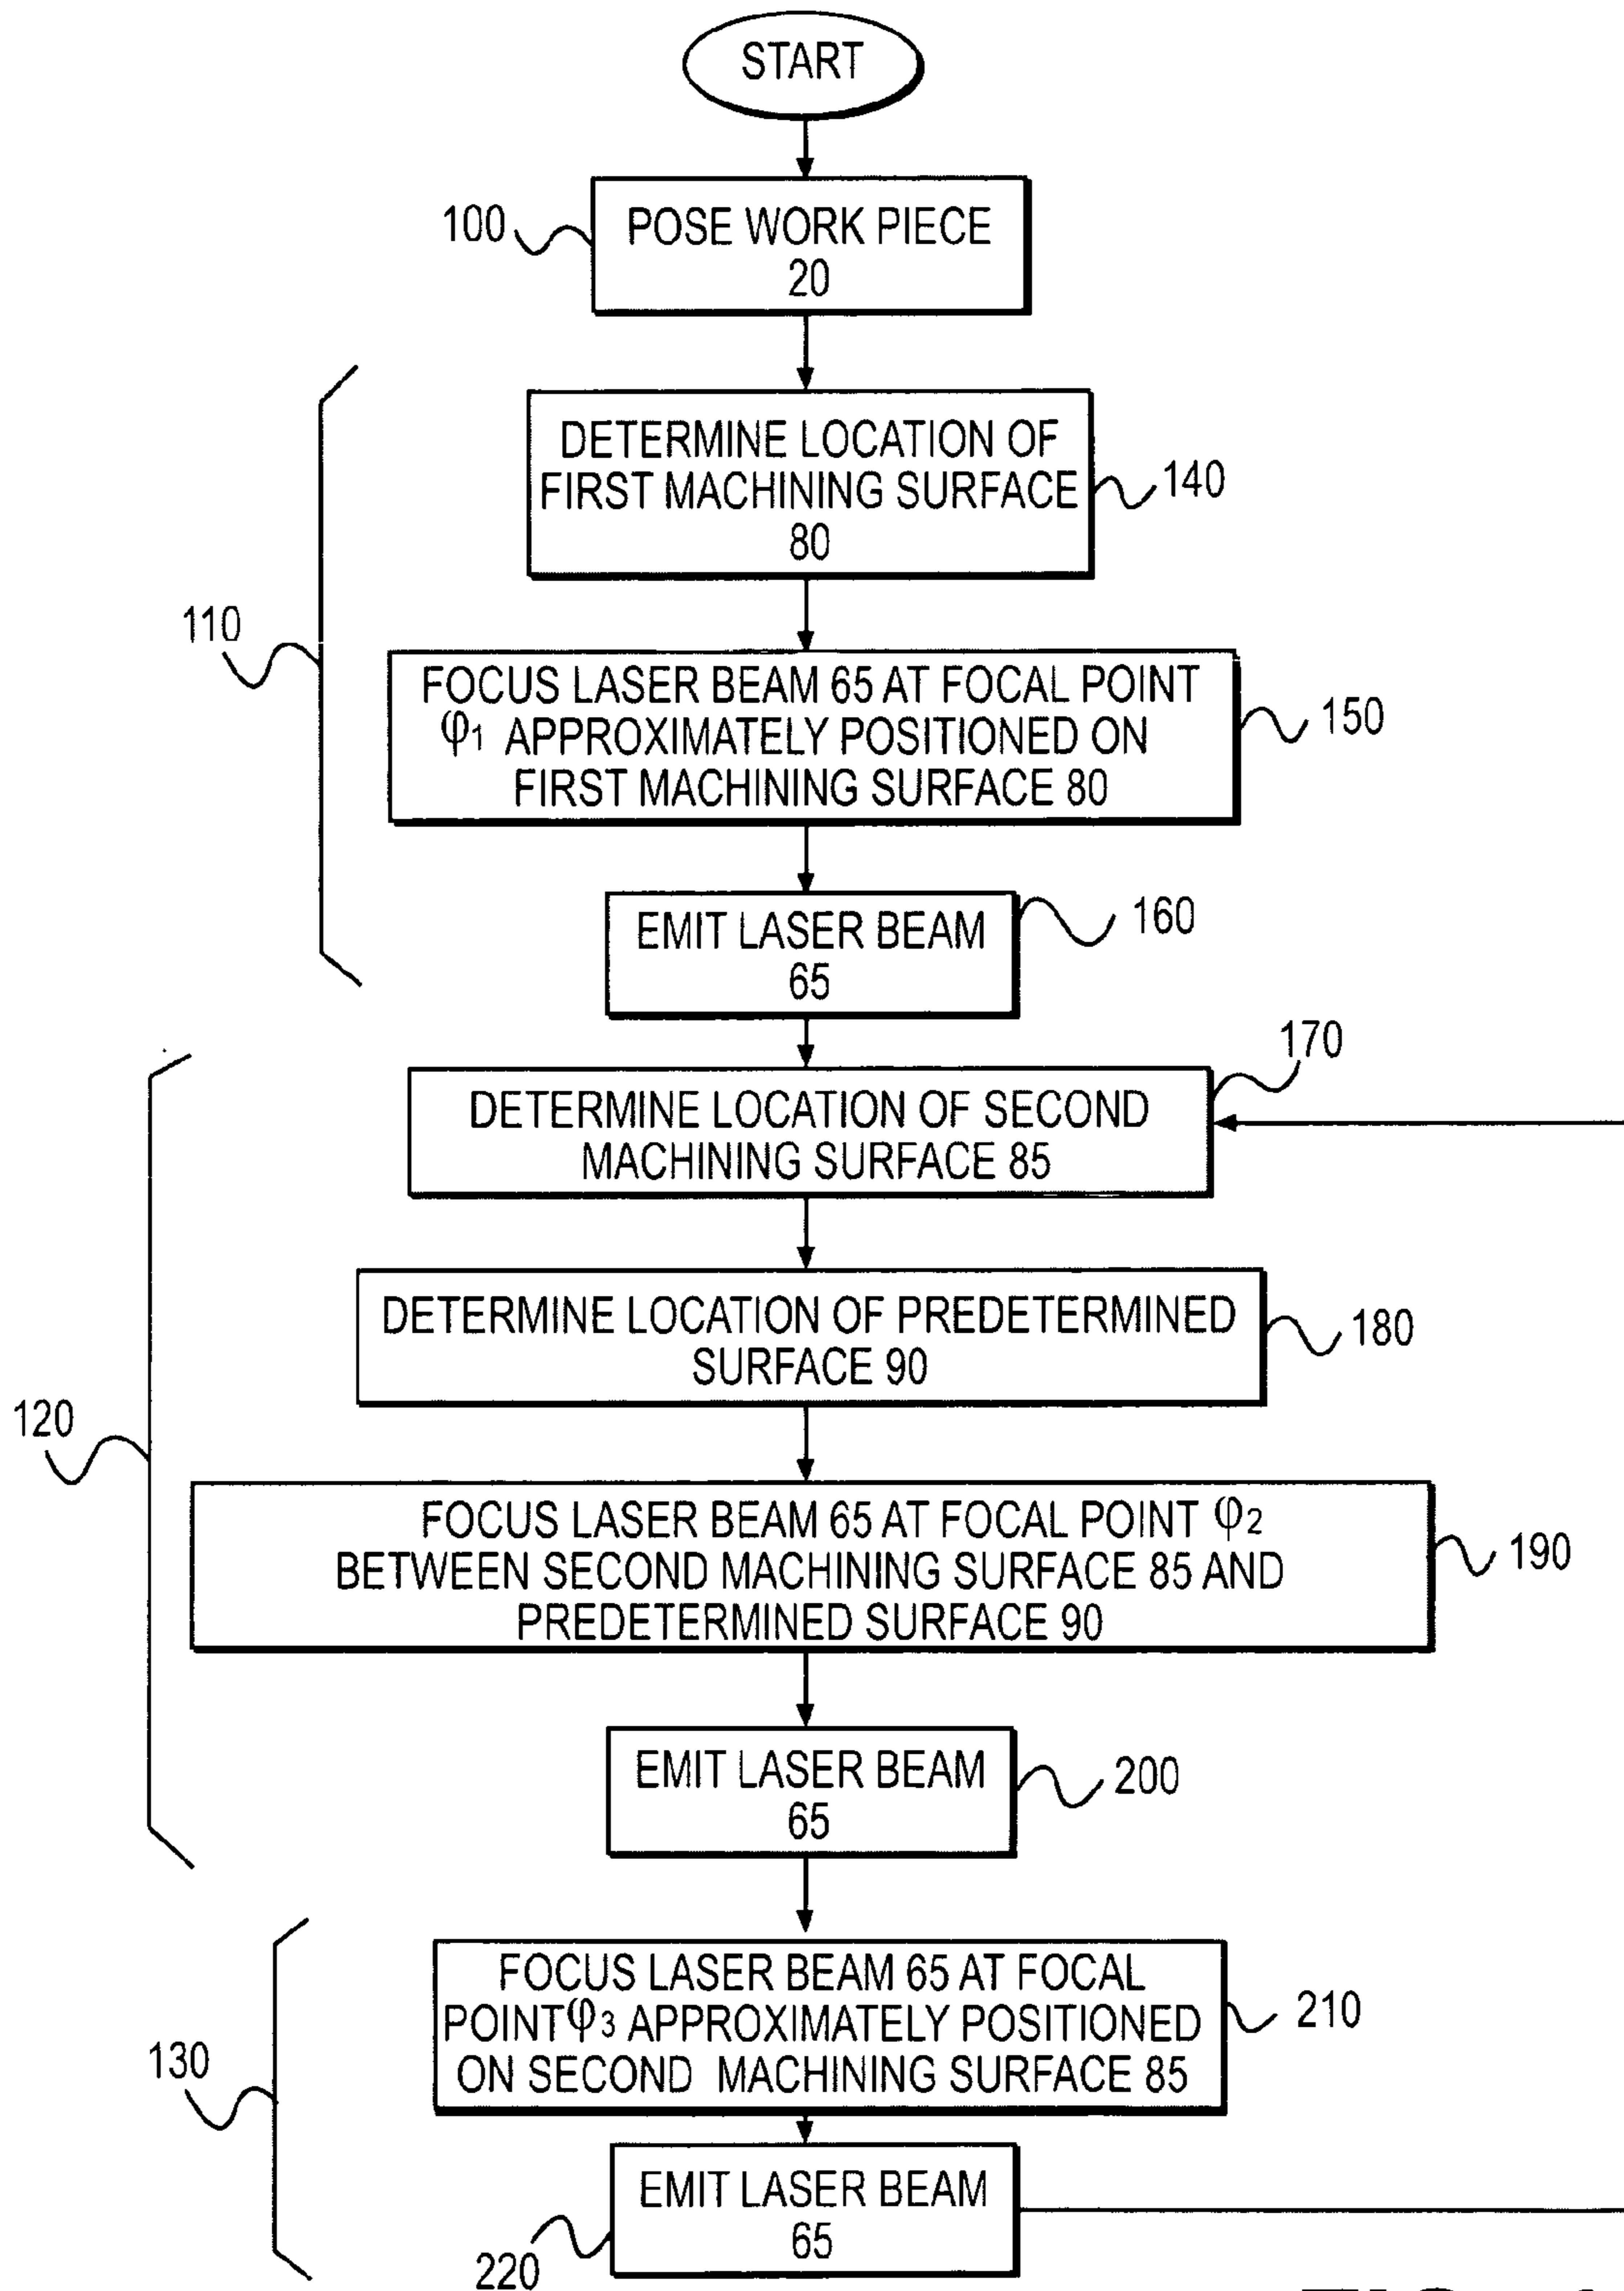 START
100
POSE WORK PIECE
20
DETERMINE LOCATION OF
FIRST MACHINING SURFACE
80
140
110
FOCUS LASER BEAM 65 AT FOCAL POINT
φ1 APPROXIMATELY POSITIONED ON
FIRST MACHINING SURFACE 80
150
EMIT LASER BEAM
65
160
170
DETERMINE LOCATION OF SECOND
MACHINING SURFACE 85
DETERMINE LOCATION OF PREDETERMINED
SURFACE 90
180
120
FOCUS LASER BEAM 65 AT FOCAL POINT φ2
BETWEEN SECOND MACHINING SURFACE 85 AND
PREDETERMINED SURFACE 90
190
EMIT LASER BEAM
65
200
FOCUS LASER BEAM 65 AT FOCAL
POINT φ3 APPROXIMATELY POSITIONED
ON SECOND MACHINING SURFACE 85
210
130
EMIT LASER BEAM
65
220